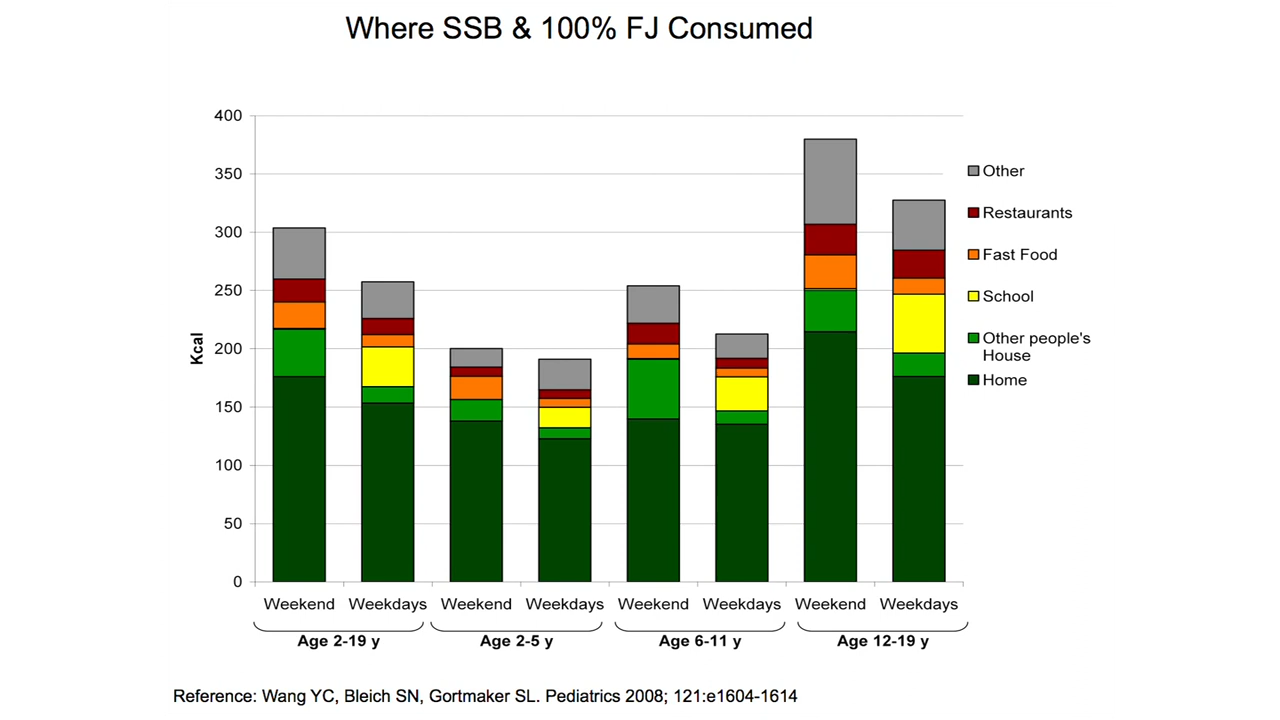 Where SSB & 100% FJ Consumed
400
350
300
250
200
150
100
50
0
Kcal
Other
Restaurants
Fast Food
School
Other people's
House
Home
Weekend Weekdays Weekend Weekdays Weekend Weekdays Weekend Weekdays
Age 2-19 y Age 2-5 y Age 6-11 y Age 12-19 y
Reference: Wang YC, Bleich SN, Gortmaker SL. Pediatrics 2008; 121:e1604-1614